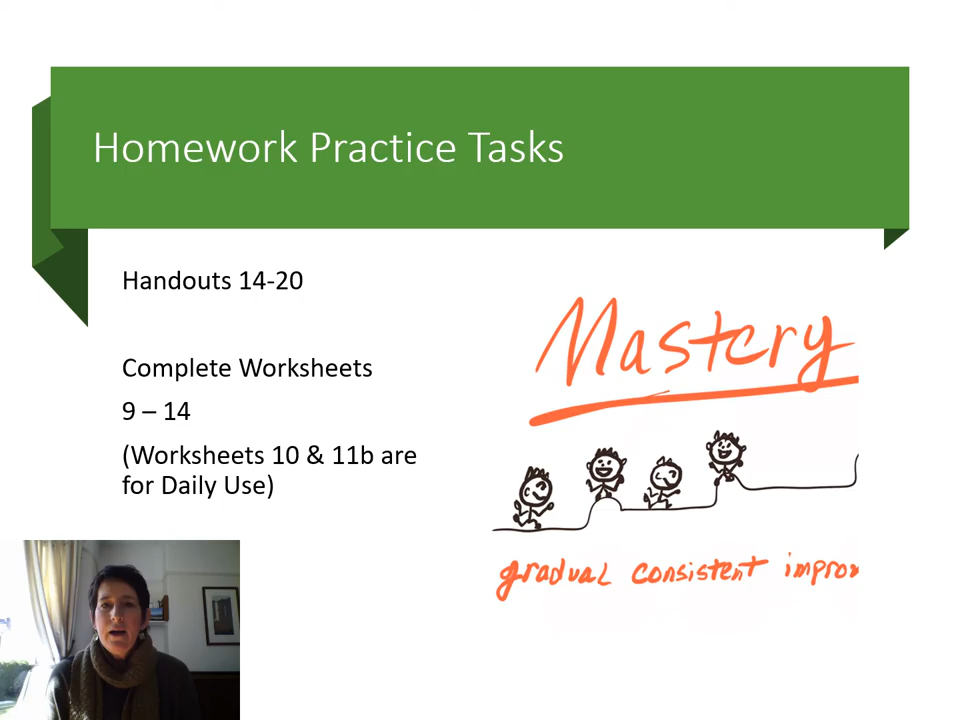 Homework Practice Tasks
Handouts 14-20
Complete Worksheets
9 – 14
(Worksheets 10 & 11b are
for Daily Use)
Mastery
gradual consistent improv